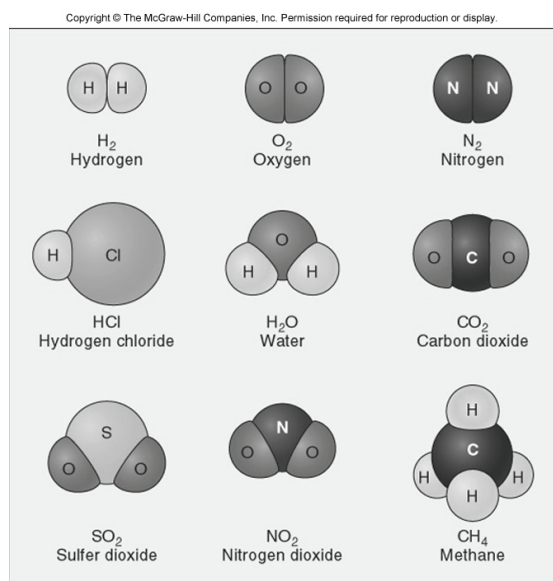 Copyright © The McGraw-Hill Companies, Inc. Permission required for reproduction or display.
H H
O O
N N
H₂
Hydrogen
O₂
Oxygen
N₂
Nitrogen
H Cl
O
H H
O C O
HCl
Hydrogen chloride
H₂O
Water
CO₂
Carbon dioxide
S
O O
N
O O
H
C
H H
H
SO₂
Sulfer dioxide
NO₂
Nitrogen dioxide
CH₄
Methane